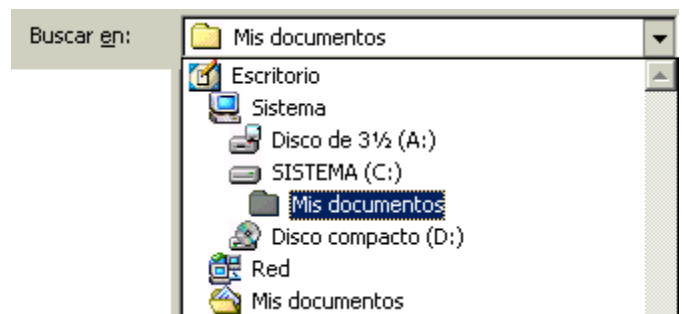 Buscar en: Mis documentos
Escritorio
Sistema
Disco de 3½ (A:)
SISTEMA (C:)
Mis documentos
Disco compacto (D:)
Red
Mis documentos